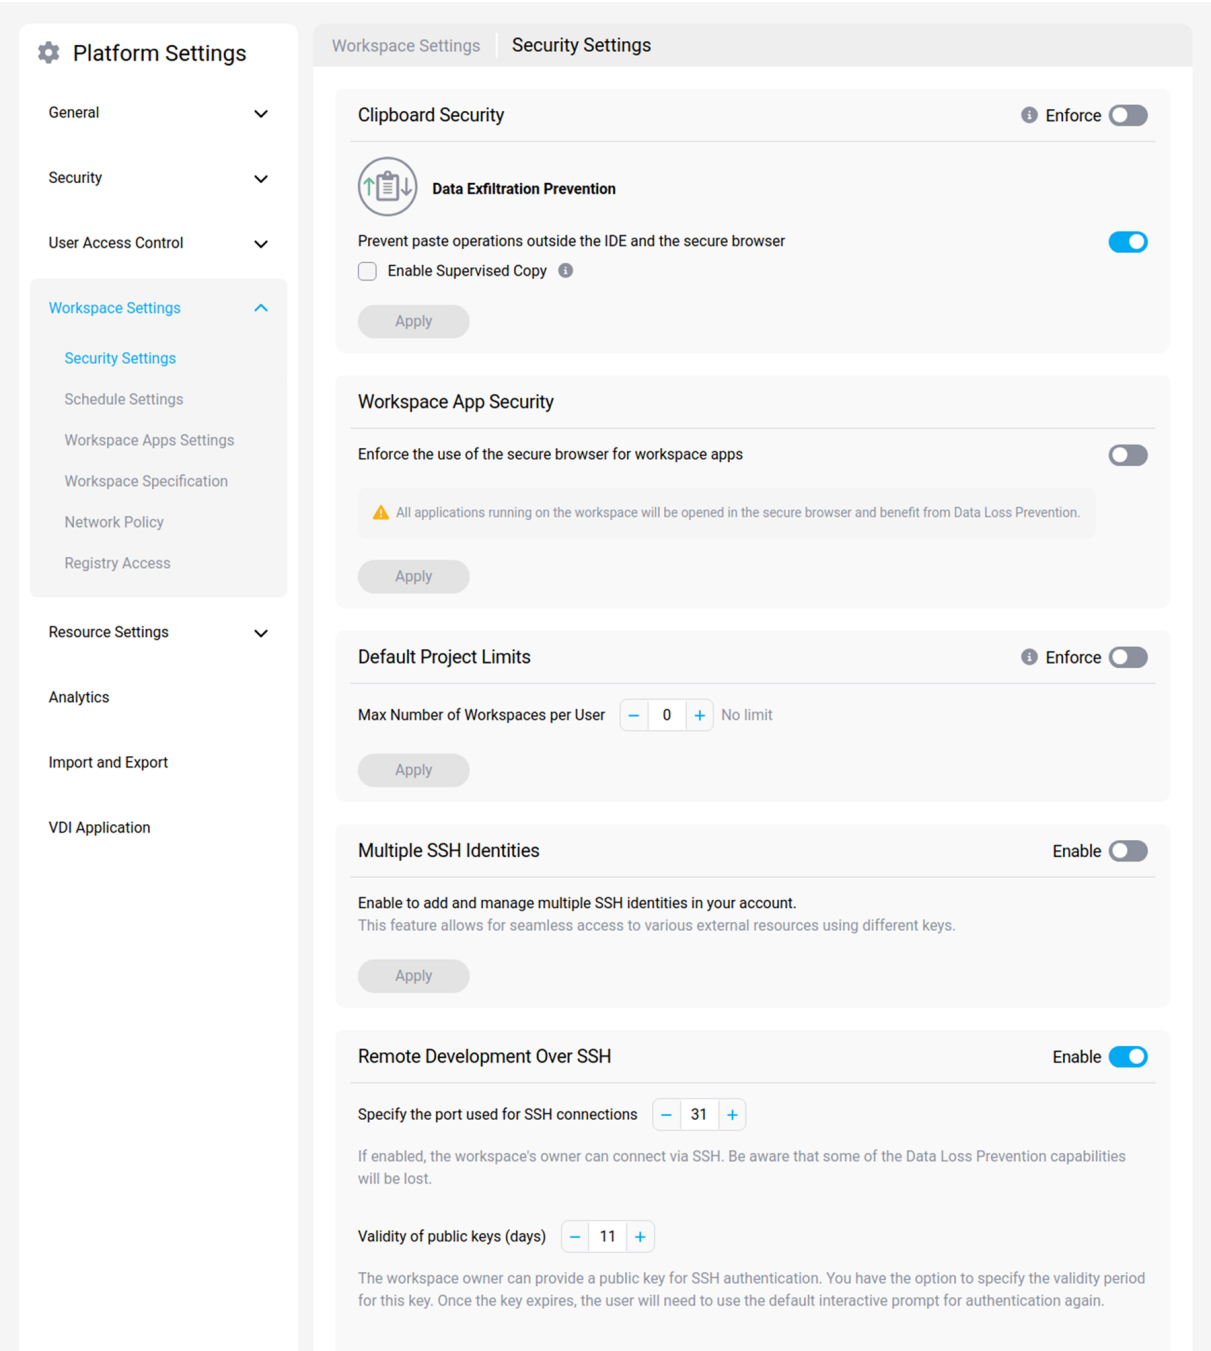 Platform Settings
General
Security
User Access Control
Workspace Settings
Security Settings
Schedule Settings
Workspace Apps Settings
Workspace Specification
Network Policy
Registry Access
Resource Settings
Analytics
Import and Export
VDI Application
Workspace Settings
Security Settings
Clipboard Security
Enforce
Data Exfiltration Prevention
Prevent paste operations outside the IDE and the secure browser
Enable Supervised Copy
Apply
Workspace App Security
Enforce the use of the secure browser for workspace apps
All applications running on the workspace will be opened in the secure browser and benefit from Data Loss Prevention.
Apply
Default Project Limits
Enforce
Max Number of Workspaces per User − 0 + No limit
Apply
Multiple SSH Identities
Enable
Enable to add and manage multiple SSH identities in your account.
This feature allows for seamless access to various external resources using different keys.
Apply
Remote Development Over SSH
Enable
Specify the port used for SSH connections − 31 +
If enabled, the workspace's owner can connect via SSH. Be aware that some of the Data Loss Prevention capabilities
will be lost.
Validity of public keys (days) − 11 +
The workspace owner can provide a public key for SSH authentication. You have the option to specify the validity period
for this key. Once the key expires, the user will need to use the default interactive prompt for authentication again.